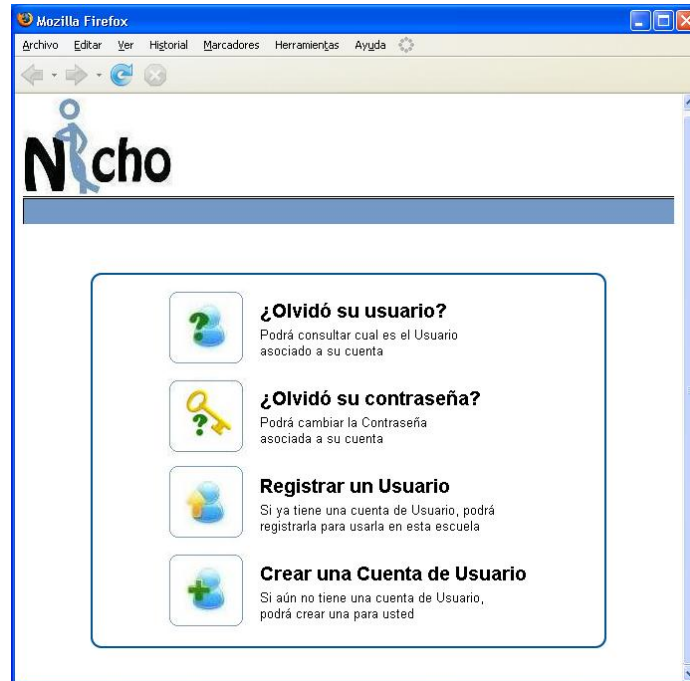 Mozilla Firefox
Archivo Editar Ver Historial Marcadores Herramientas Ayuda
Nicho
¿Olvidó su usuario?
Podrá consultar cual es el Usuario
asociado a su cuenta
¿Olvidó su contraseña?
Podrá cambiar la Contraseña
asociada a su cuenta
Registrar un Usuario
Si ya tiene una cuenta de Usuario, podrá
registrarla para usarla en esta escuela
Crear una Cuenta de Usuario
Si aún no tiene una cuenta de Usuario,
podrá crear una para usted